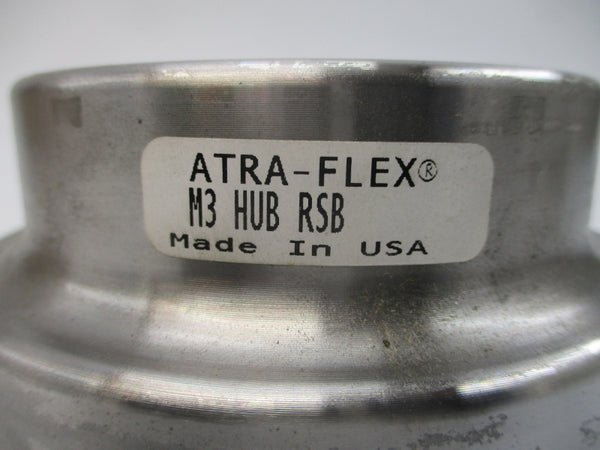 ATRA-FLEX®
M3 HUB RSB
Made In USA